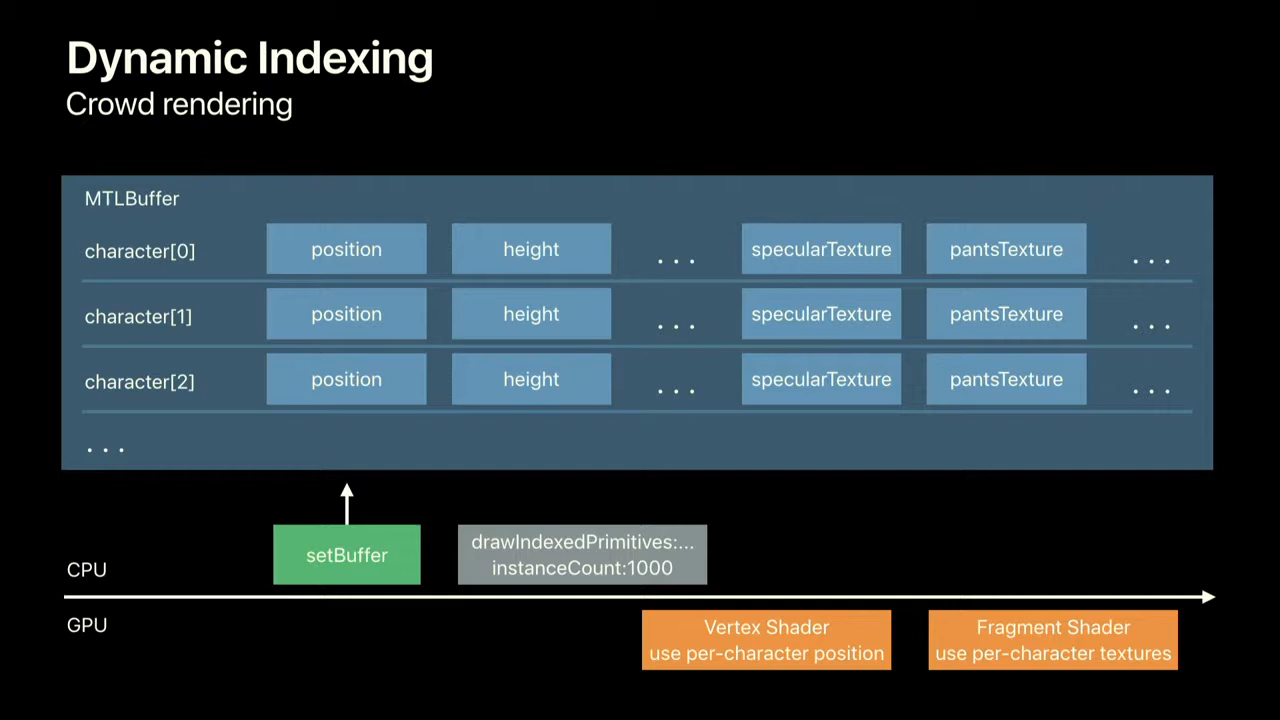 Dynamic Indexing
Crowd rendering
MTLBuffer
character[0] position height ... specularTexture pantsTexture ...
character[1] position height ... specularTexture pantsTexture ...
character[2] position height ... specularTexture pantsTexture ...
...
setBuffer
drawIndexedPrimitives:...
instanceCount:1000
CPU
GPU
Vertex Shader
use per-character position
Fragment Shader
use per-character textures